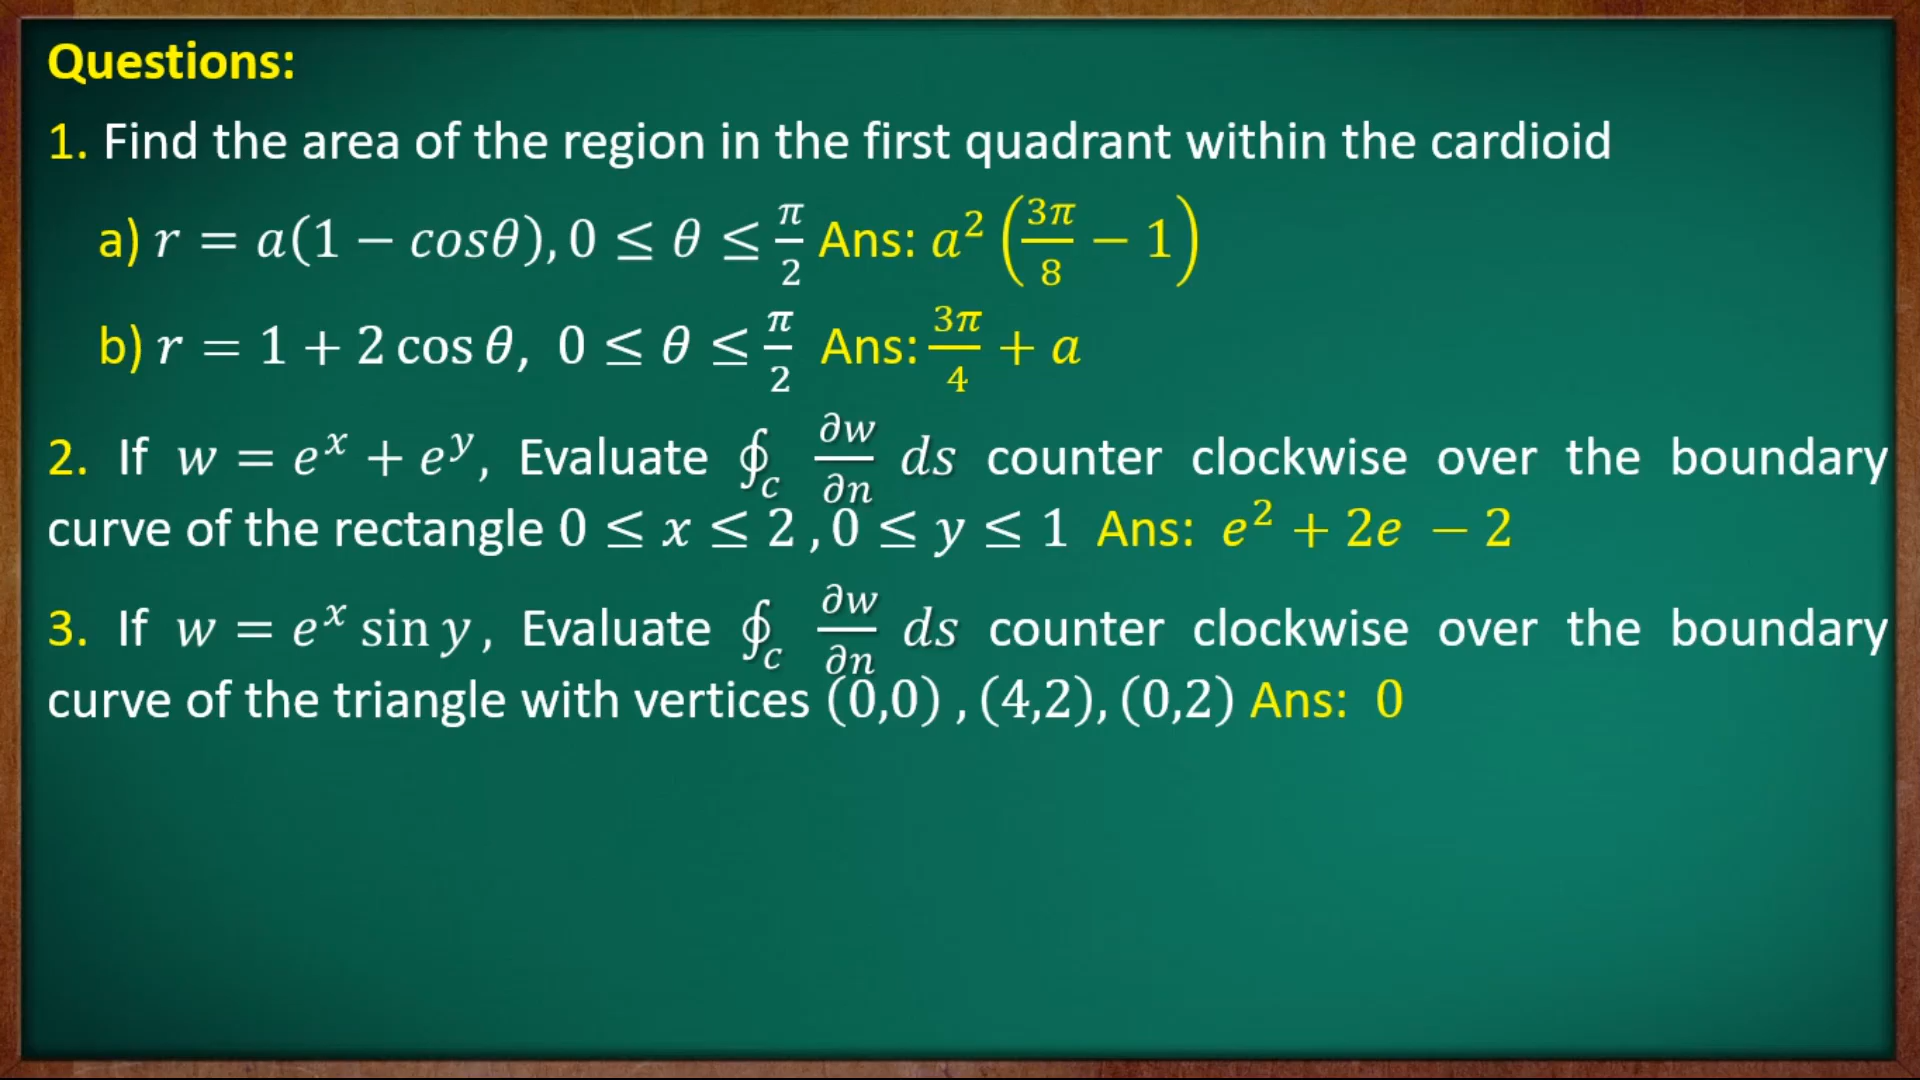 Questions:
1. Find the area of the region in the first quadrant within the cardioid
a) r = a(1 − cosθ), 0 ≤ θ ≤ π/2 Ans: a² (3π/8 − 1)
b) r = 1 + 2 cos θ, 0 ≤ θ ≤ π/2 Ans: 3π/4 + a
2. If w = eˣ + eʸ, Evaluate ∮_c ∂w/∂n ds counter clockwise over the boundary
curve of the rectangle 0 ≤ x ≤ 2 ,0 ≤ y ≤ 1 Ans: e² + 2e − 2
3. If w = eˣ sin y, Evaluate ∮_c ∂w/∂n ds counter clockwise over the boundary
curve of the triangle with vertices (0,0) , (4,2), (0,2) Ans: 0